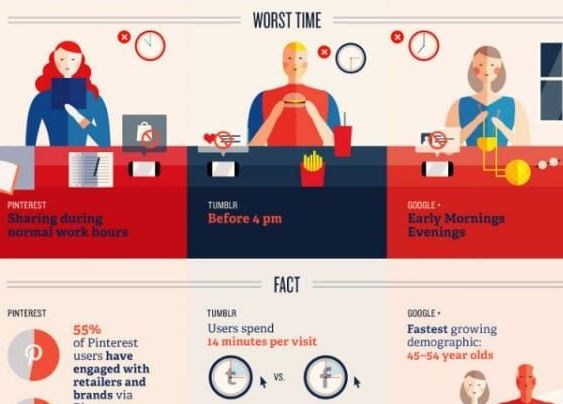 WORST TIME
PINTEREST
Sharing during
normal work hours
TUMBLR
Before 4 pm
GOOGLE+
Early Mornings
Evenings
FACT
PINTEREST
55%
of Pinterest
users have
engaged with
retailers and
brands via
TUMBLR
Users spend
14 minutes per visit
t
VS.
f
GOOGLE+
Fastest growing
demographic:
45-54 year olds